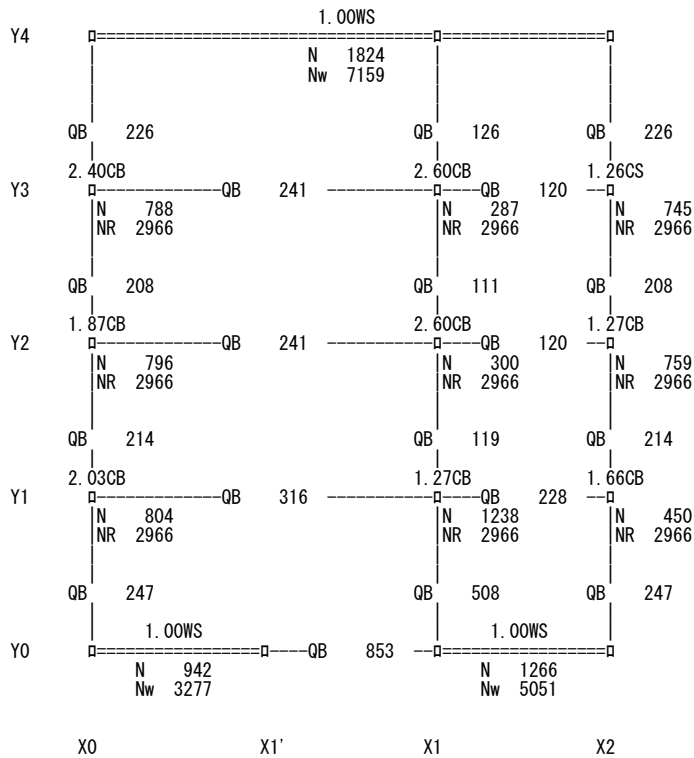 1.00WS
Y4
N 1824
Nw 7159
QB 226 QB 126 QB 226
2.40CB 2.60CB 1.26CS
Y3 QB 241 QB 120
N 788 N 287 N 745
NR 2966 NR 2966 NR 2966
QB 208 QB 111 QB 208
1.87CB 2.60CB 1.27CB
Y2 QB 241 QB 120
N 796 N 300 N 759
NR 2966 NR 2966 NR 2966
QB 214 QB 119 QB 214
2.03CB 1.27CB 1.66CB
Y1 QB 316 QB 228
N 804 N 1238 N 450
NR 2966 NR 2966 NR 2966
QB 247 QB 508 QB 247
1.00WS 1.00WS
Y0 QB 853
N 942 N 1266
Nw 3277 Nw 5051
X0 X1' X1 X2